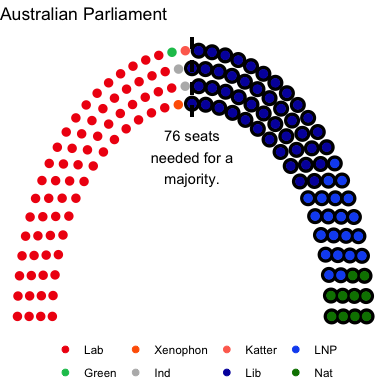 Australian Parliament
76 seats
needed for a
majority.
Lab Xenophon Katter LNP
Green Ind Lib Nat